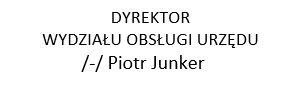 DYREKTOR
WYDZIAŁU OBSŁUGI URZĘDU
/-/ Piotr Junker